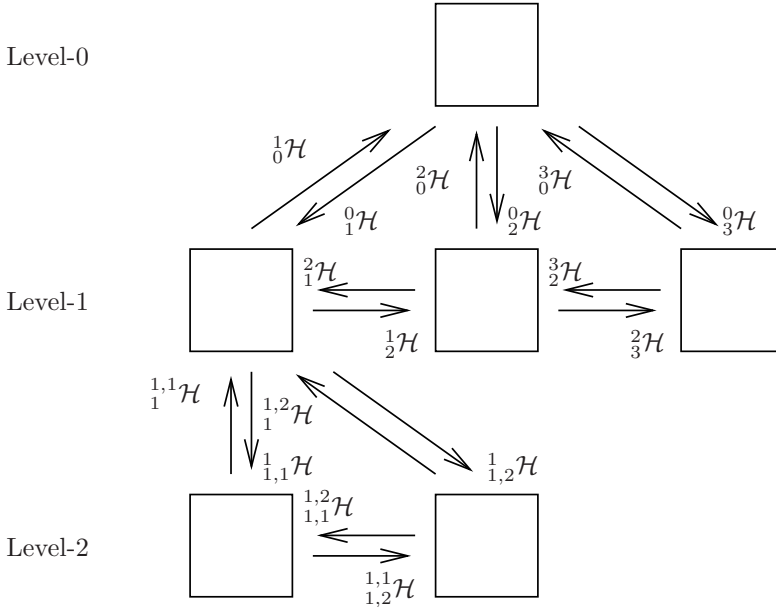 Level-0
¹₀ℋ
²₀ℋ ³₀ℋ
⁰₁ℋ ⁰₂ℋ ⁰₃ℋ
²₁ℋ ³₂ℋ
Level-1
¹₂ℋ ²₃ℋ
¹,¹₁ℋ ¹,²₁ℋ
¹₁,₁ℋ ¹₁,₂ℋ
¹,²₁,₁ℋ
Level-2
¹,¹₁,₂ℋ